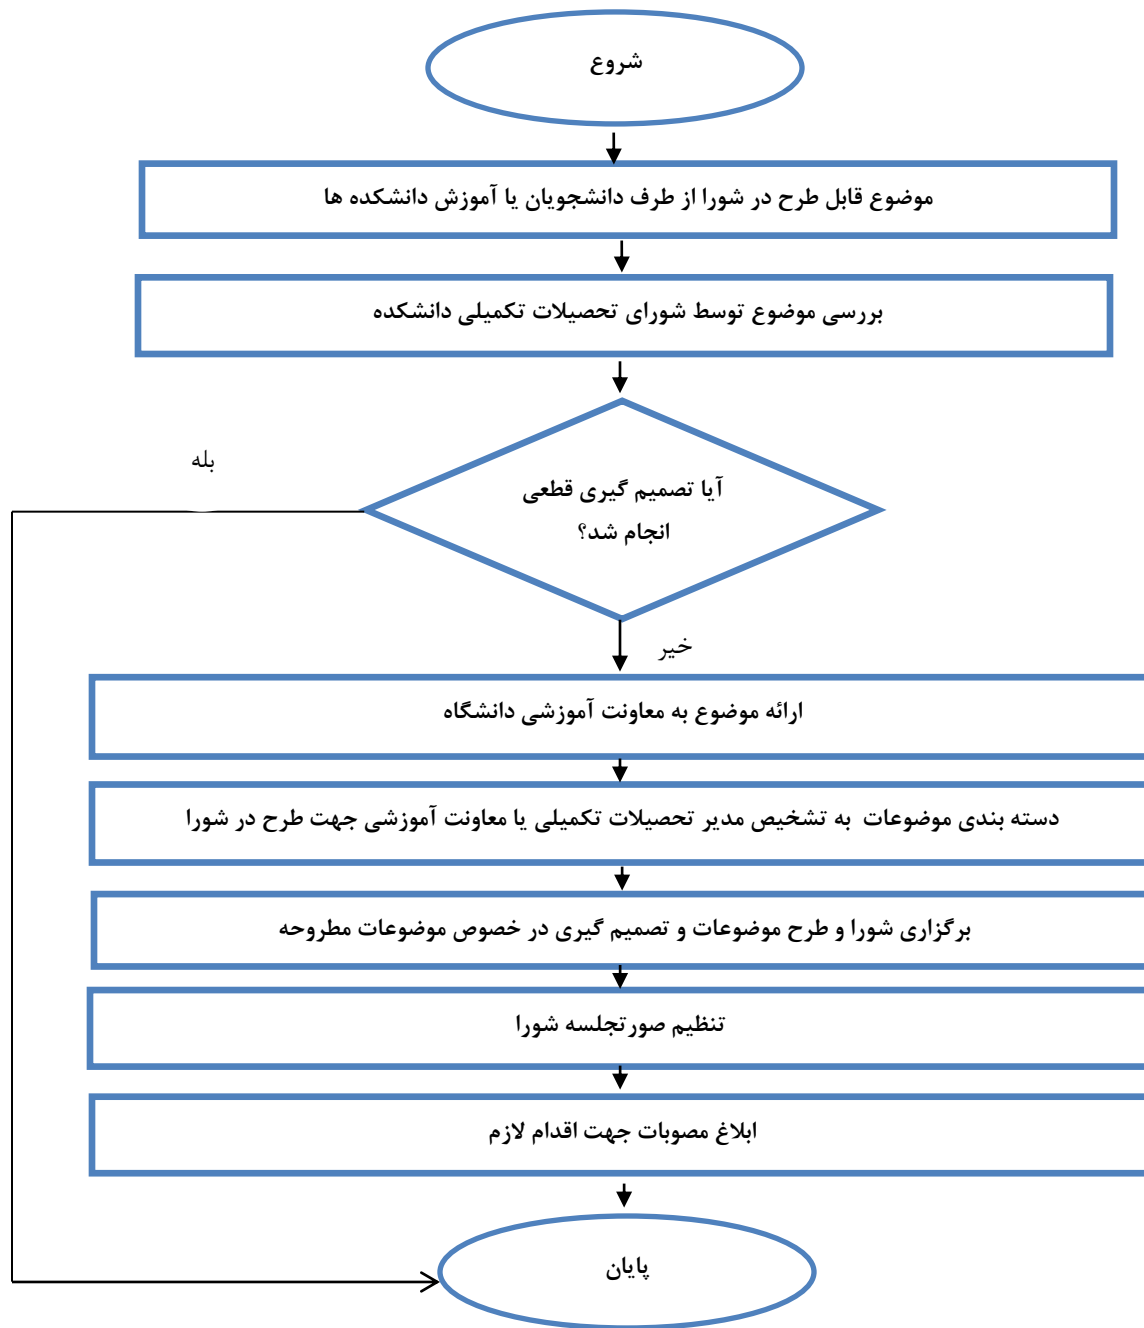 شروع
موضوع قابل طرح در شورا از طرف دانشجویان یا آموزش دانشکده ها
بررسی موضوع توسط شورای تحصیلات تکمیلی دانشکده
بله
آیا تصمیم گیری قطعی
انجام شد؟
خیر
ارائه موضوع به معاونت آموزشی دانشگاه
دسته بندی موضوعات به تشخیص مدیر تحصیلات تکمیلی یا معاونت آموزشی جهت طرح در شورا
برگزاری شورا و طرح موضوعات و تصمیم گیری در خصوص موضوعات مطروحه
تنظیم صورتجلسه شورا
ابلاغ مصوبات جهت اقدام لازم
پایان